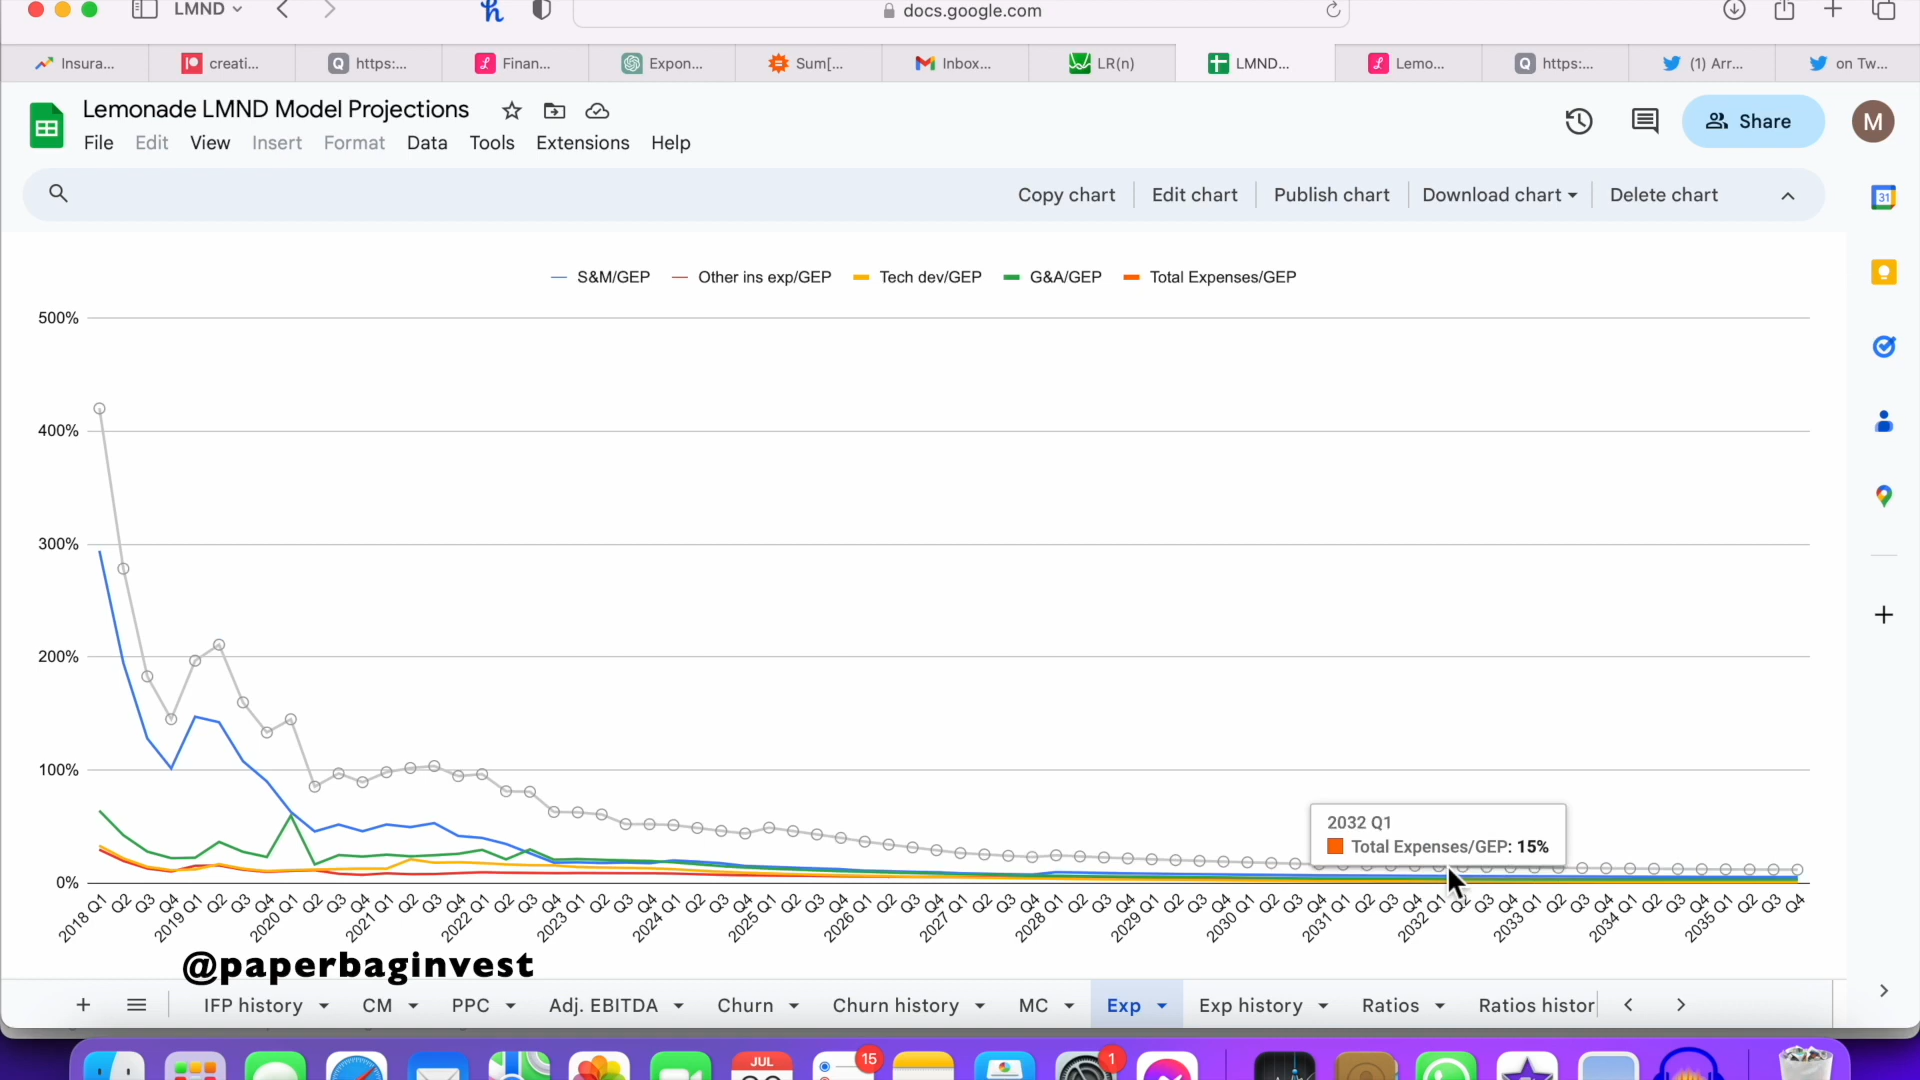 LMND
docs.google.com
Insura...
creati...
https:...
Finan...
Expon...
Sum[...
Inbox...
LR(n)
LMND...
Lemo...
https:...
(1) Arr...
on Tw...
Lemonade LMND Model Projections
File Edit View Insert Format Data Tools Extensions Help
Share
M
Copy chart Edit chart Publish chart Download chart Delete chart
31
S&M/GEP Other ins exp/GEP Tech dev/GEP G&A/GEP Total Expenses/GEP
500%
400%
300%
200%
100%
0%
2032 Q1
Total Expenses/GEP: 15%
2018 Q1 Q2 Q3 Q4 2019 Q1 Q2 Q3 Q4 2020 Q1 Q2 Q3 Q4 2021 Q1 Q2 Q3 Q4 2022 Q1 Q2 Q3 Q4 2023 Q1 Q2 Q3 Q4 2024 Q1 Q2 Q3 Q4 2025 Q1 Q2 Q3 Q4 2026 Q1 Q2 Q3 Q4 2027 Q1 Q2 Q3 Q4 2028 Q1 Q2 Q3 Q4 2029 Q1 Q2 Q3 Q4 2030 Q1 Q2 Q3 Q4 2031 Q1 Q2 Q3 Q4 2032 Q1 Q2 Q3 Q4 2033 Q1 Q2 Q3 Q4 2034 Q1 Q2 Q3 Q4 2035 Q1 Q2 Q3 Q4
@paperbaginvest
IFP history CM PPC Adj. EBITDA Churn Churn history MC Exp Exp history Ratios Ratios histor
JUL
15
1